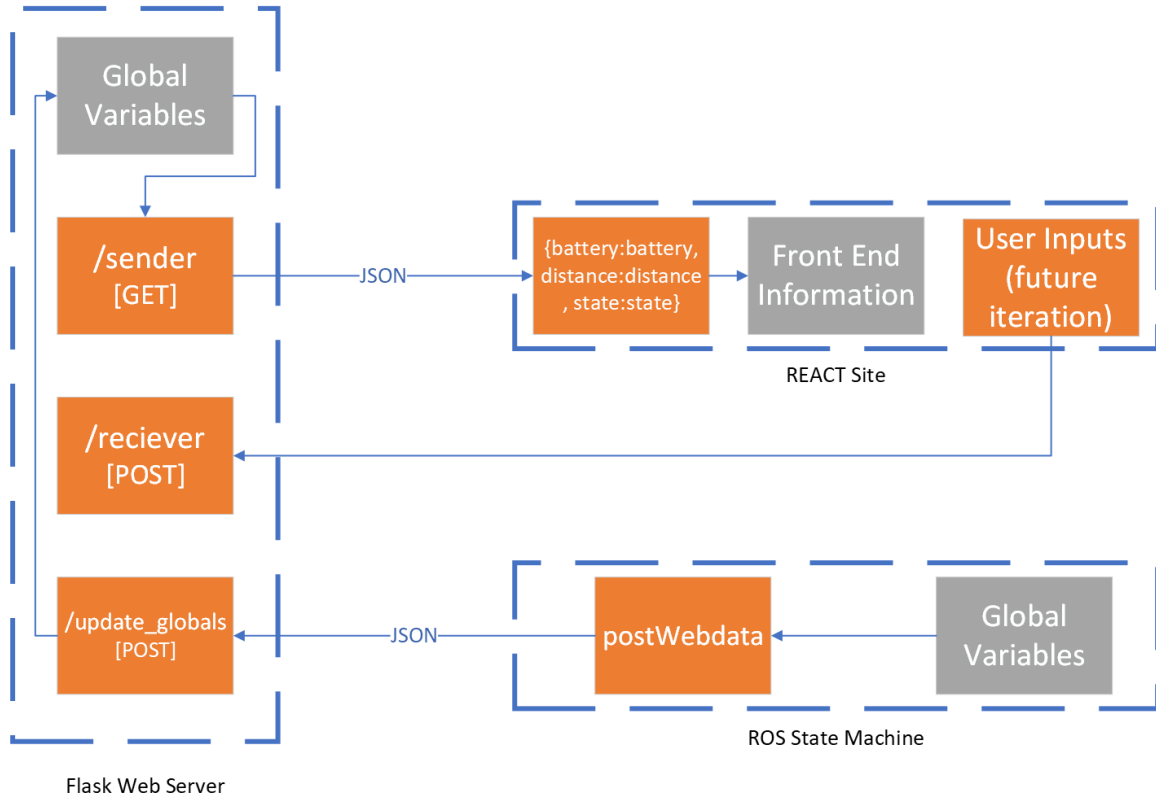 Global
Variables
/sender
[GET]
JSON
{battery:battery,
distance:distance
, state:state}
Front End
Information
User Inputs
(future
iteration)
REACT Site
/reciever
[POST]
/update_globals
[POST]
JSON
postWebdata
Global
Variables
ROS State Machine
Flask Web Server